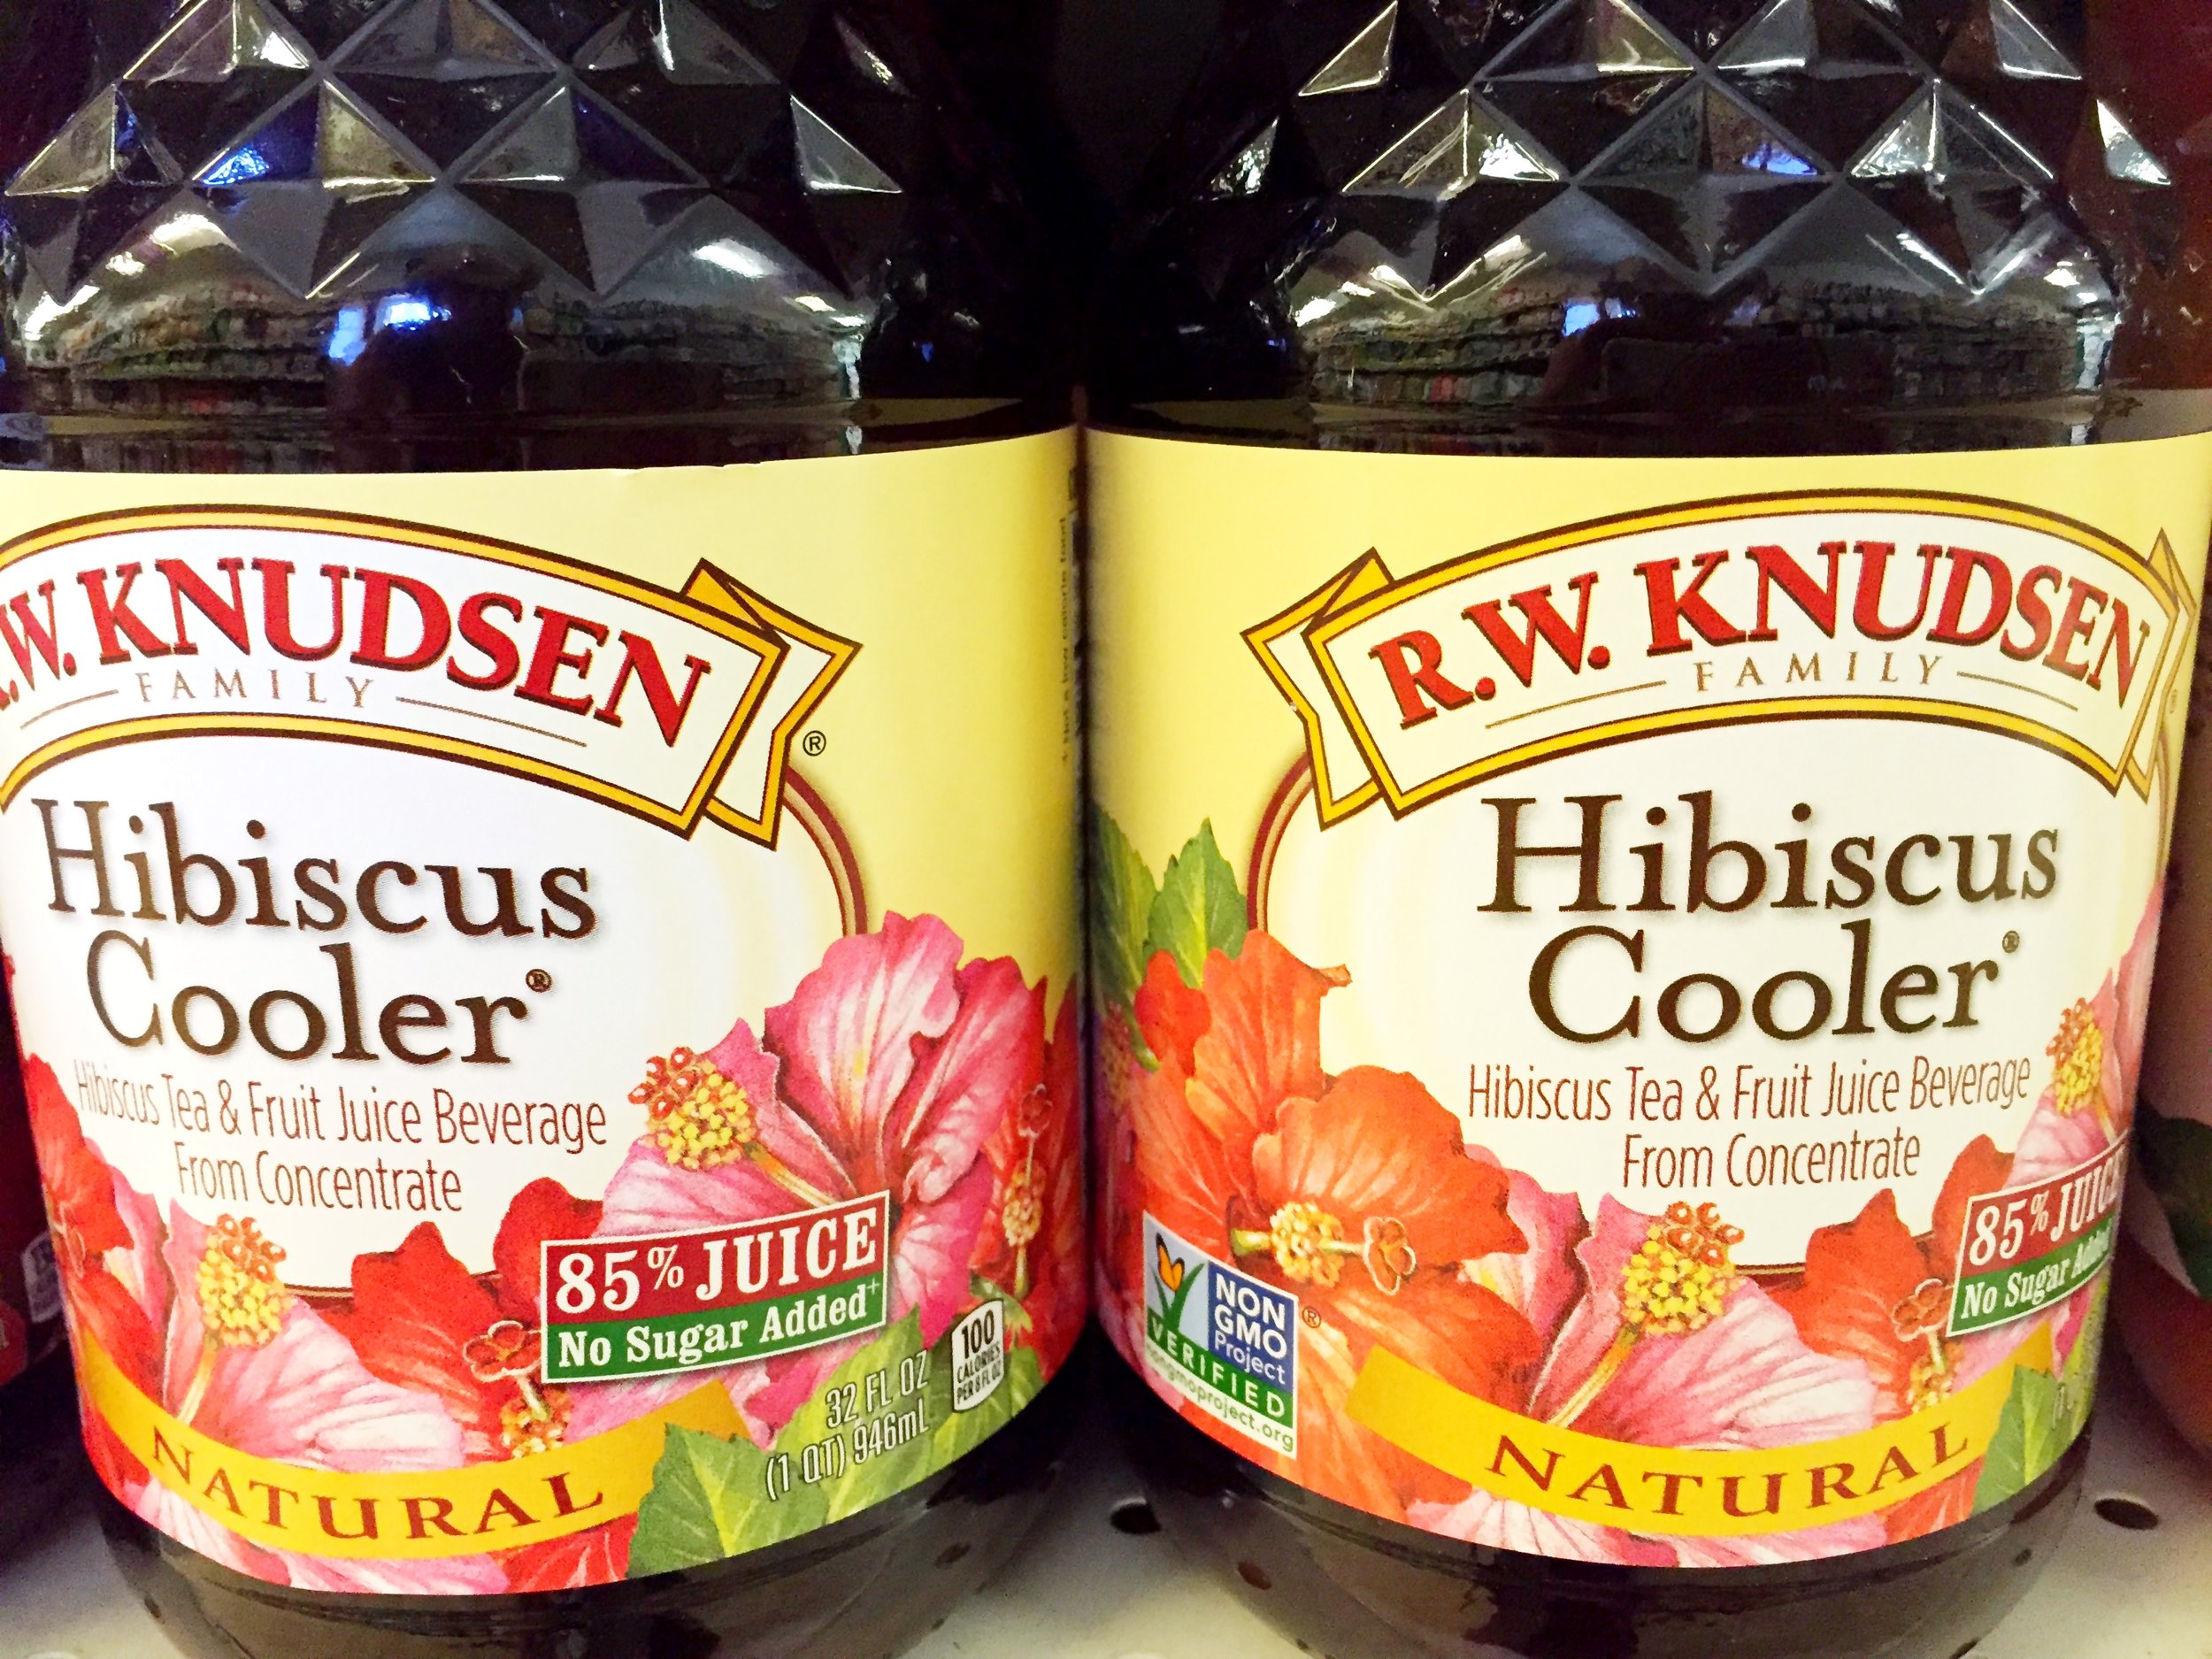 .W. KNUDSEN
FAMILY
®
Hibiscus
Cooler®
Hibiscus Tea & Fruit Juice Beverage
From Concentrate
85% JUICE
No Sugar Added+
100
CALORIES
PER 8 FL OZ
32 FL OZ
(1 QT) 946mL
NATURAL
R.W. KNUDSEN
FAMILY
Hibiscus
Cooler®
Hibiscus Tea & Fruit Juice Beverage
From Concentrate
85% JUICE
No Sugar Added
NON
GMO
Project
VERIFIED
nongmoproject.org
®
NATURAL